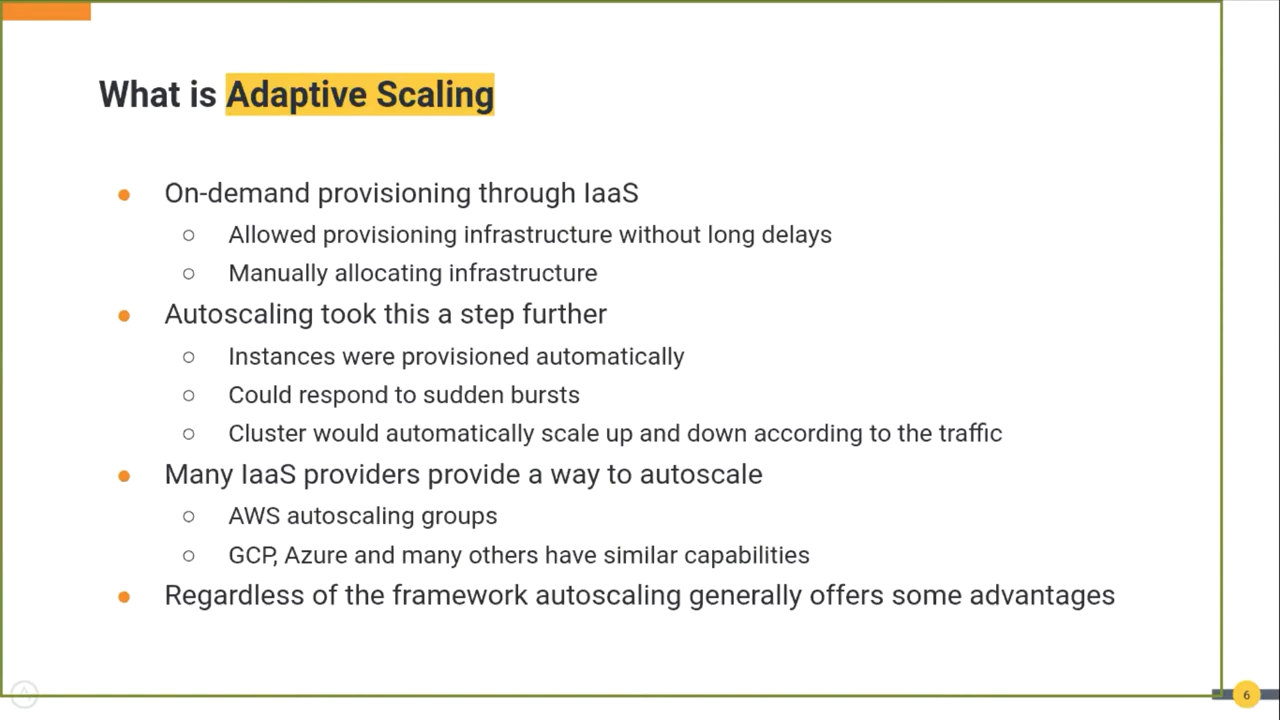 What is Adaptive Scaling
On-demand provisioning through IaaS
Allowed provisioning infrastructure without long delays
Manually allocating infrastructure
Autoscaling took this a step further
Instances were provisioned automatically
Could respond to sudden bursts
Cluster would automatically scale up and down according to the traffic
Many IaaS providers provide a way to autoscale
AWS autoscaling groups
GCP, Azure and many others have similar capabilities
Regardless of the framework autoscaling generally offers some advantages
6